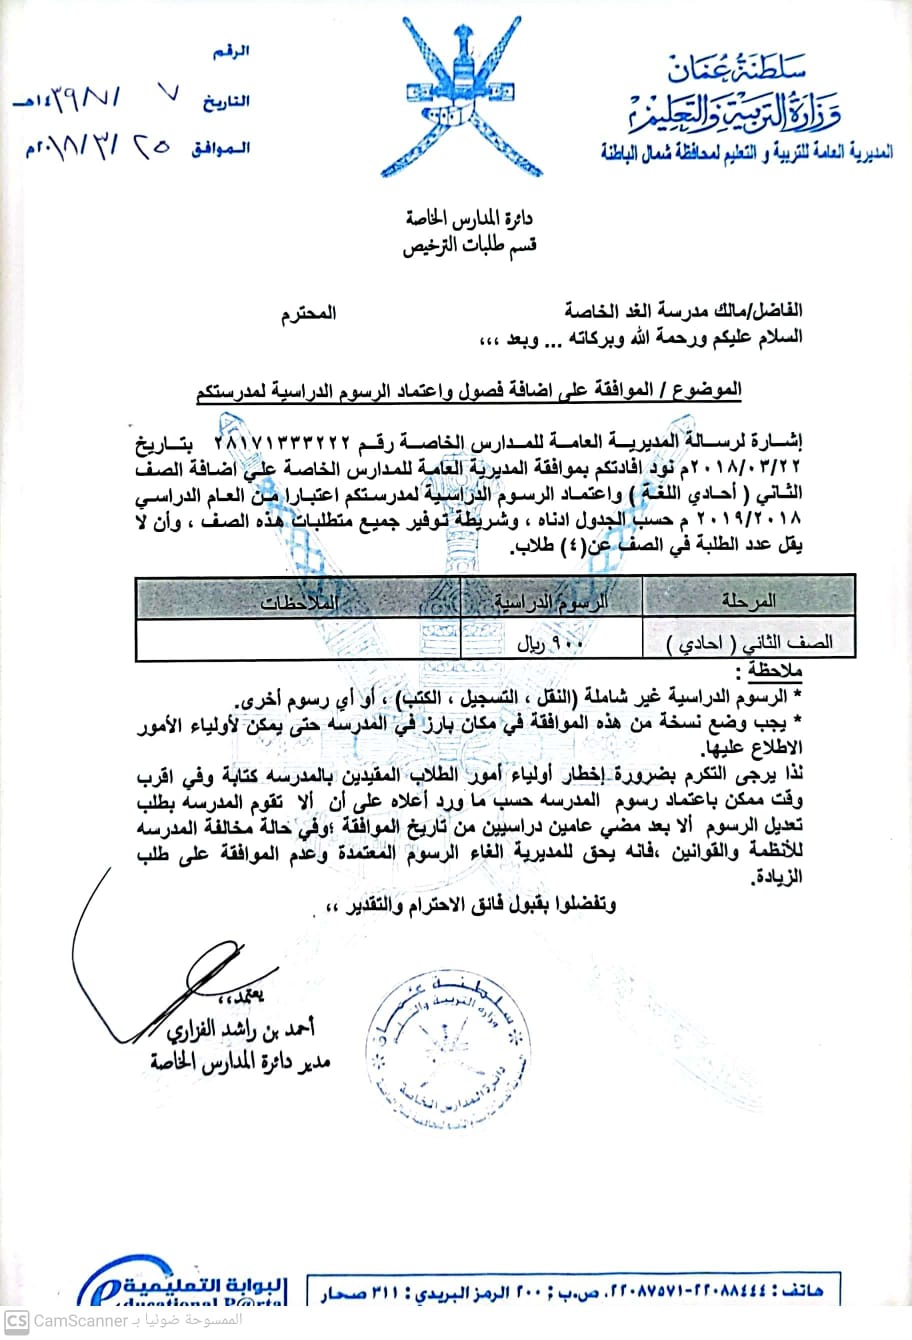 سلطنة عُمان
وزارة التربية والتعليم
المديرية العامة للتربية و التعليم لمحافظة شمال الباطنة
الرقم
التاريخ ٧ / ٧ / ١٤٣٩هـ
الموافق ٢٥ / ٣ / ٢٠١٨م
دائرة المدارس الخاصة
قسم طلبات الترخيص
الفاضل/مالك مدرسة الغد الخاصة المحترم
السلام عليكم ورحمة الله وبركاته ... وبعد ،،،
الموضوع / الموافقة على اضافة فصول واعتماد الرسوم الدراسية لمدرستكم
إشارة لرسالة المديرية العامة للمدارس الخاصة رقم ٢٨١٧١٣٣٣٢٢٢ بتاريخ
٢٠١٨/٠٣/٢٢م نود افادتكم بموافقة المديرية العامة للمدارس الخاصة علي اضافة الصف
الثاني ( أحادي اللغة ) واعتماد الرسوم الدراسية لمدرستكم اعتبارا من العام الدراسي
٢٠١٩/٢٠١٨ م حسب الجدول ادناه ، وشريطة توفير جميع متطلبات هذه الصف ، وأن لا
يقل عدد الطلبة في الصف عن(٤) طلاب.
المرحلة الرسوم الدراسية الملاحظات
الصف الثاني ( احادي ) ٩٠٠ ريال
ملاحظة :
* الرسوم الدراسية غير شاملة (النقل ، التسجيل ، الكتب) ، أو أي رسوم أخرى.
* يجب وضع نسخة من هذه الموافقة في مكان بارز في المدرسه حتى يمكن لأولياء الأمور
الاطلاع عليها.
لذا يرجى التكرم بضرورة إخطار أولياء أمور الطلاب المقيدين بالمدرسه كتابة وفي اقرب
وقت ممكن باعتماد رسوم المدرسه حسب ما ورد أعلاه على أن ألا تقوم المدرسه بطلب
تعديل الرسوم ألا بعد مضي عامين دراسيين من تاريخ الموافقة ؛وفي حالة مخالفة المدرسه
للأنظمة والقوانين ،فانه يحق للمديرية الغاء الرسوم المعتمدة وعدم الموافقة على طلب
الزيادة.
وتفضلوا بقبول فائق الاحترام والتقدير ،،
يعتمد،،
أحمد بن راشد الفزاري
مدير دائرة المدارس الخاصة
سلطنة عمان
وزارة التربية والتعليم
دائرة المدارس الخاصة
هاتف : ٢٢٠٨٨٤٤٤-٢٢٠٨٧٥٧١. ص.ب ; ٢٠٠ الرمز البريدي : ٣١١ صحار
البوابة التعليمية
educational P@rtal
CS CamScanner الممسوحة ضوئيا بـ